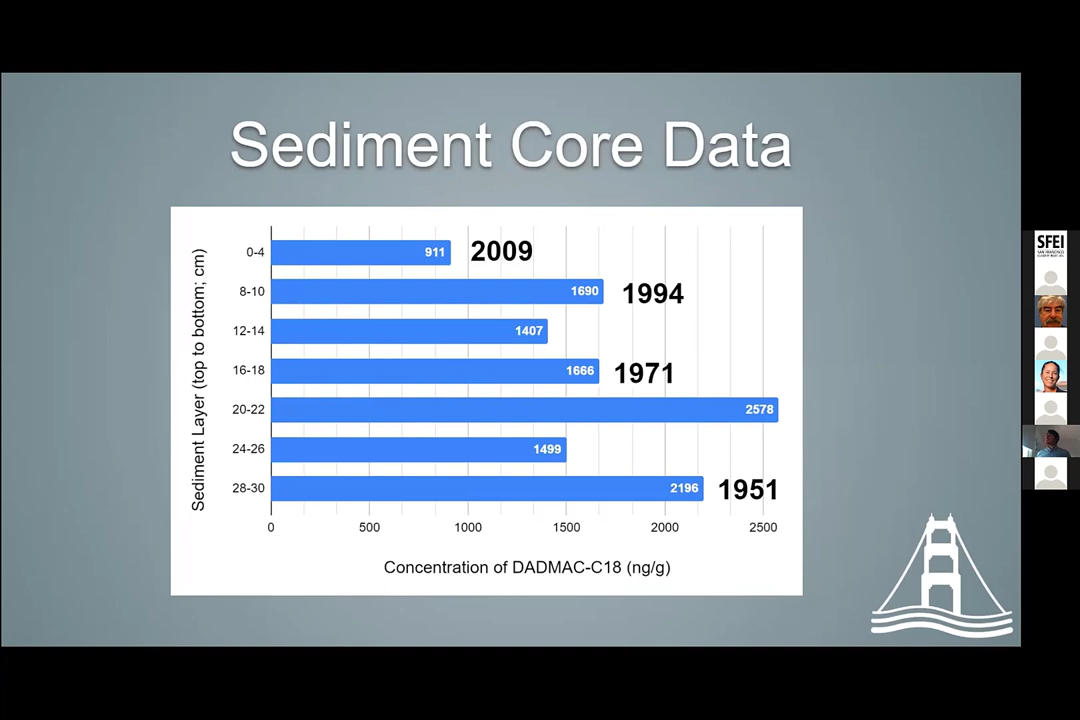 Sediment Core Data
Sediment Layer (top to bottom; cm)
0-4 911 2009
8-10 1690 1994
12-14 1407
16-18 1666 1971
20-22 2578
24-26 1499
28-30 2196 1951
0 500 1000 1500 2000 2500
Concentration of DADMAC-C18 (ng/g)
SFEI